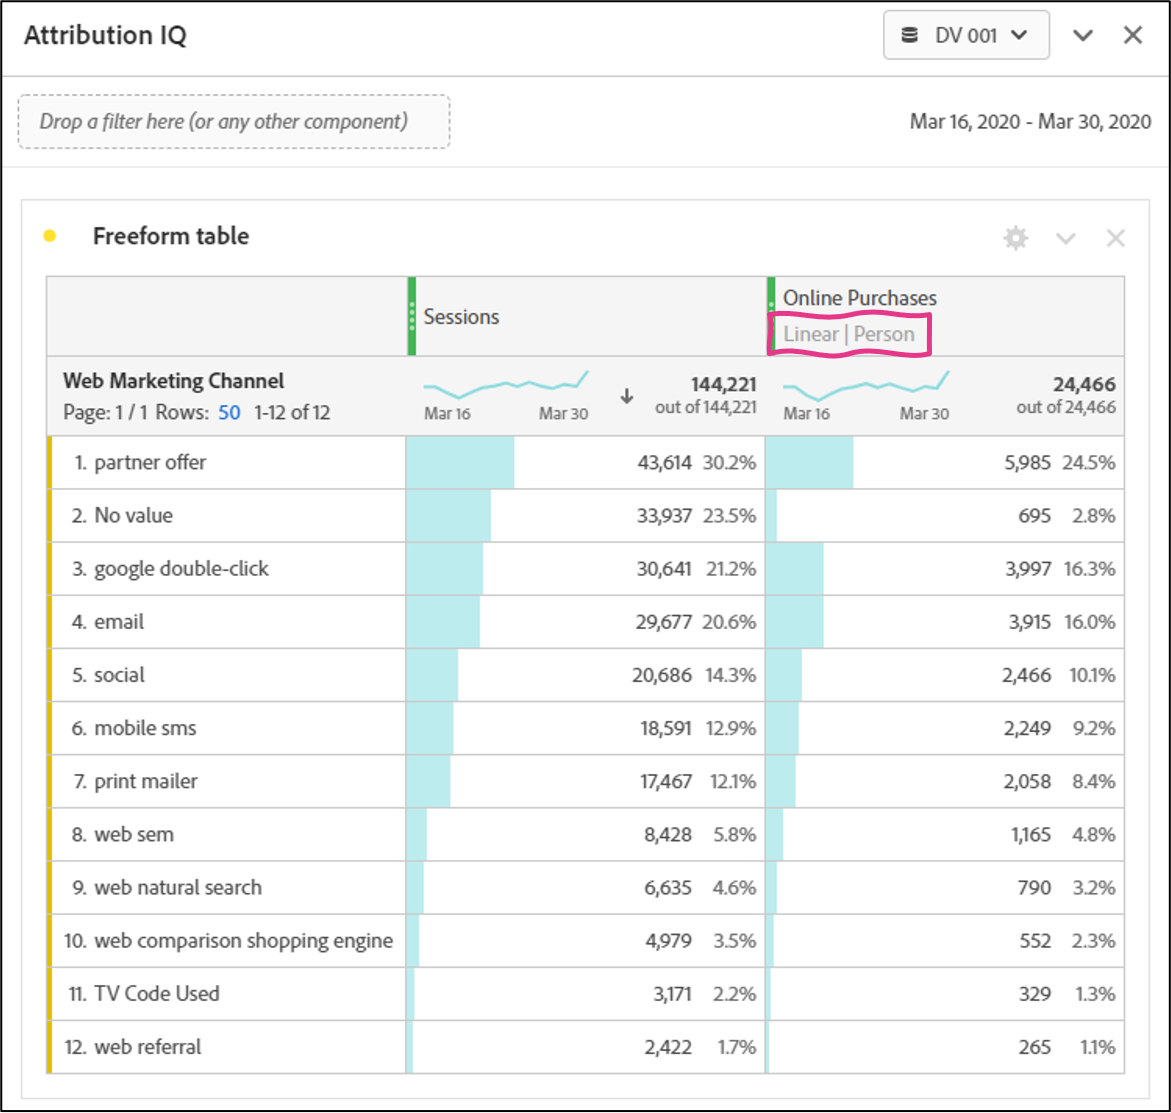 Attribution IQ
DV 001
Drop a filter here (or any other component)
Mar 16, 2020 - Mar 30, 2020
Freeform table
Sessions
Online Purchases
Linear | Person
Web Marketing Channel
Page: 1 / 1 Rows: 50 1-12 of 12
Mar 16 Mar 30
144,221
out of 144,221
Mar 16 Mar 30
24,466
out of 24,466
1. partner offer 43,614 30.2% 5,985 24.5%
2. No value 33,937 23.5% 695 2.8%
3. google double-click 30,641 21.2% 3,997 16.3%
4. email 29,677 20.6% 3,915 16.0%
5. social 20,686 14.3% 2,466 10.1%
6. mobile sms 18,591 12.9% 2,249 9.2%
7. print mailer 17,467 12.1% 2,058 8.4%
8. web sem 8,428 5.8% 1,165 4.8%
9. web natural search 6,635 4.6% 790 3.2%
10. web comparison shopping engine 4,979 3.5% 552 2.3%
11. TV Code Used 3,171 2.2% 329 1.3%
12. web referral 2,422 1.7% 265 1.1%